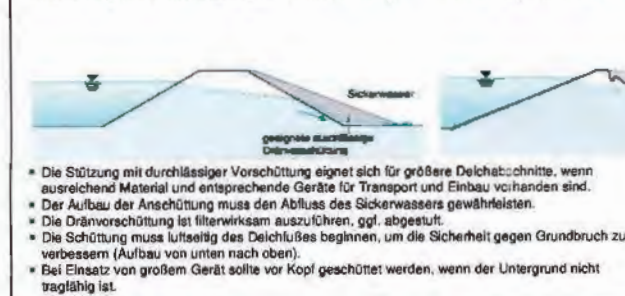 Sickerwasser
geeignete durchlässige
Dränvorschüttung
▪ Die Stützung mit durchlässiger Vorschüttung eignet sich für größere Deichabschnitte, wenn
ausreichend Material und entsprechende Geräte für Transport und Einbau vorhanden sind.
▪ Der Aufbau der Anschüttung muss den Abfluss des Sickerwassers gewährleisten.
▪ Die Dränvorschüttung ist filterwirksam auszuführen, ggf. abgestuft.
▪ Die Schüttung muss luftseitig des Deichfußes beginnen, um die Sicherheit gegen Grundbruch zu
verbessern (Aufbau von unten nach oben).
▪ Bei Einsatz von großem Gerät sollte vor Kopf geschüttet werden, wenn der Untergrund nicht
tragfähig ist.